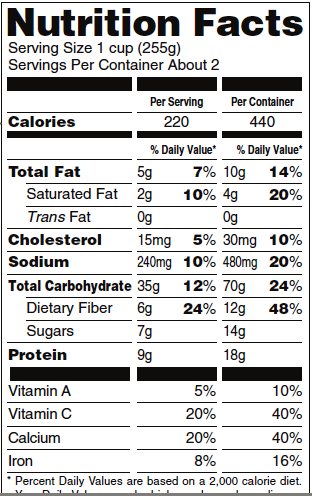 Nutrition Facts
Serving Size 1 cup (255g)
Servings Per Container About 2
Per Serving Per Container
Calories 220 440
% Daily Value* % Daily Value*
Total Fat 5g 7% 10g 14%
Saturated Fat 2g 10% 4g 20%
Trans Fat 0g 0g
Cholesterol 15mg 5% 30mg 10%
Sodium 240mg 10% 480mg 20%
Total Carbohydrate 35g 12% 70g 24%
Dietary Fiber 6g 24% 12g 48%
Sugars 7g 14g
Protein 9g 18g
Vitamin A 5% 10%
Vitamin C 20% 40%
Calcium 20% 40%
Iron 8% 16%
* Percent Daily Values are based on a 2,000 calorie diet.